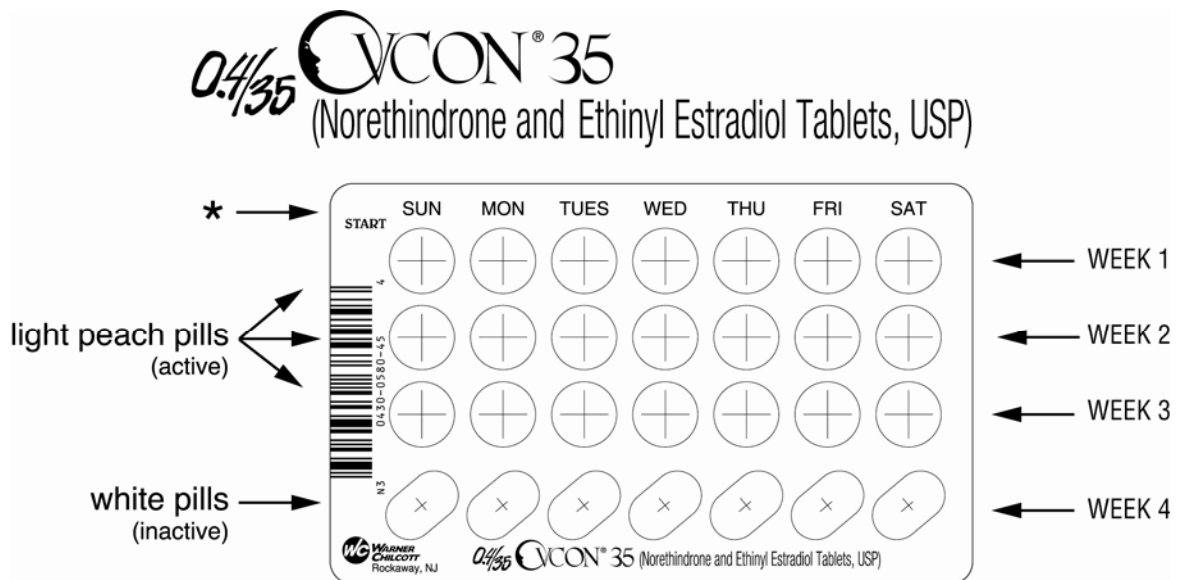 0.4/35 OVCON® 35
(Norethindrone and Ethinyl Estradiol Tablets, USP)
*
START SUN MON TUES WED THU FRI SAT
WEEK 1
light peach pills
(active)
WEEK 2
WEEK 3
4
0430-0580-45
N3
white pills
(inactive)
WEEK 4
WC WARNER
CHILCOTT
Rockaway, NJ
0.4/35 OVCON® 35 (Norethindrone and Ethinyl Estradiol Tablets, USP)